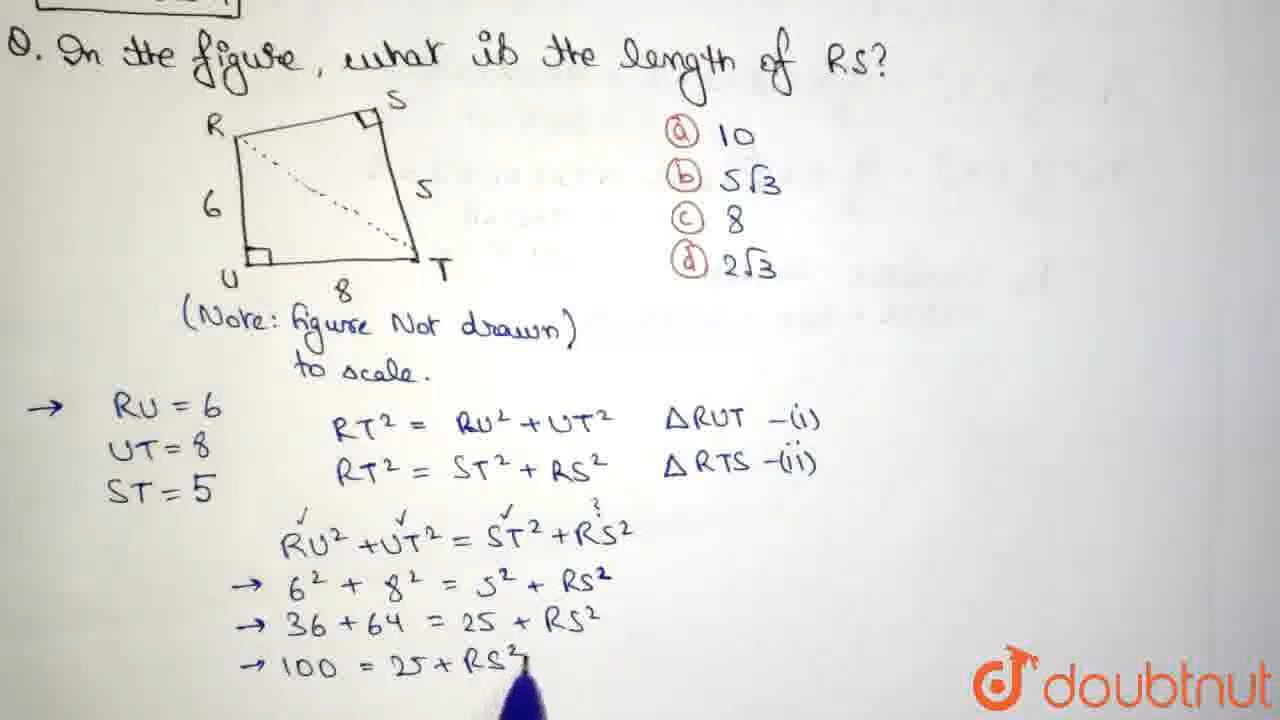 Q. In the figure, what is the length of RS?
S
R
6
5
U
T
8
(a) 10
(b) 5√3
(c) 8
(d) 2√3
(Note: figure Not drawn)
to scale.
→ RU = 6
UT = 8
ST = 5
RT² = RU² + UT² △RUT -(i)
RT² = ST² + RS² △RTS -(ii)
✓ ✓ ✓ ?
RU² + UT² = ST² + RS²
→ 6² + 8² = 5² + RS²
→ 36 + 64 = 25 + RS²
→ 100 = 25 + RS²
doubtnut